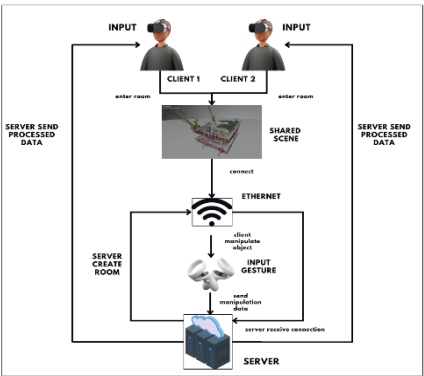 INPUT
INPUT
CLIENT 1
CLIENT 2
enter room
enter room
SERVER SEND
PROCESSED
DATA
SHARED
SCENE
SERVER SEND
PROCESSED
DATA
connect
ETHERNET
client
manipulate
object
SERVER
CREATE
ROOM
INPUT
GESTURE
send
manipulation
data
server receive connection
SERVER